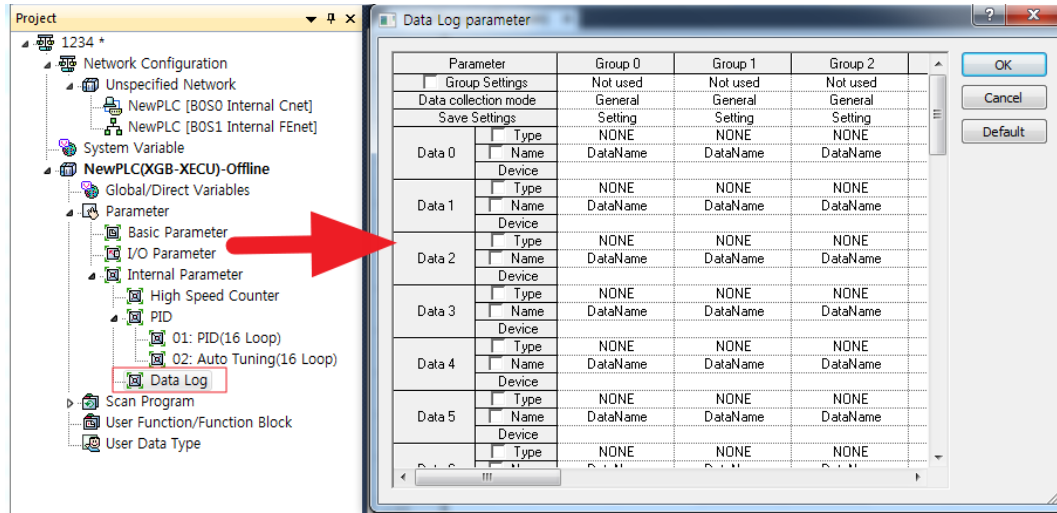 Project
1234 *
Network Configuration
Unspecified Network
NewPLC [B0S0 Internal Cnet]
NewPLC [B0S1 Internal FEnet]
System Variable
NewPLC(XGB-XECU)-Offline
Global/Direct Variables
Parameter
Basic Parameter
I/O Parameter
Internal Parameter
High Speed Counter
PID
01: PID(16 Loop)
02: Auto Tuning(16 Loop)
Data Log
Scan Program
User Function/Function Block
User Data Type
Data Log parameter
Parameter Group 0 Group 1 Group 2
Group Settings Not used Not used Not used
Data collection mode General General General
Save Settings Setting Setting Setting
Data 0
Type NONE NONE NONE
Name DataName DataName DataName
Device
Data 1
Type NONE NONE NONE
Name DataName DataName DataName
Device
Data 2
Type NONE NONE NONE
Name DataName DataName DataName
Device
Data 3
Type NONE NONE NONE
Name DataName DataName DataName
Device
Data 4
Type NONE NONE NONE
Name DataName DataName DataName
Device
Data 5
Type NONE NONE NONE
Name DataName DataName DataName
Device
Type NONE NONE NONE
OK
Cancel
Default